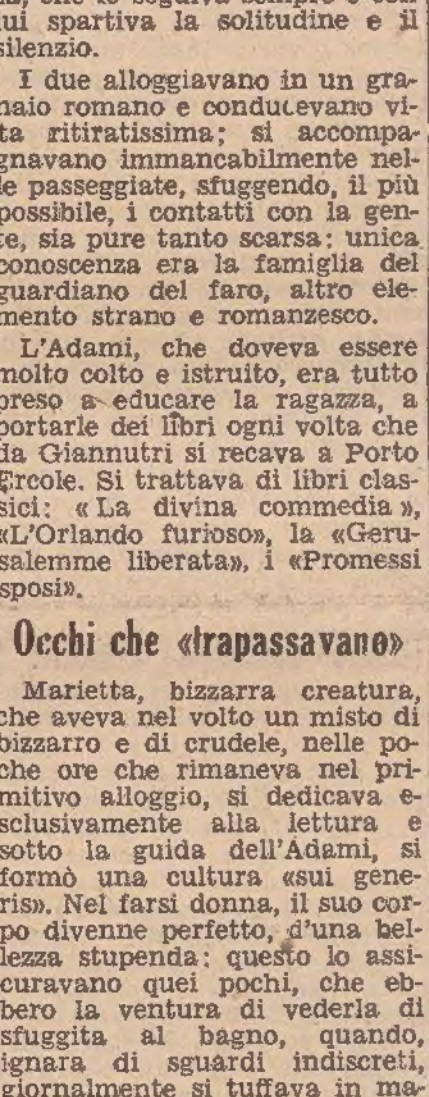 lui spartiva la solitudine e il
silenzio.
I due alloggiavano in un gra-
naio romano e conducevano vi-
ta ritiratissima; si accompa-
gnavano immancabilmente nel-
le passeggiate, sfuggendo, il più
possibile, i contatti con la gen-
te, sia pure tanto scarsa: unica
conoscenza era la famiglia del
guardiano del faro, altro ele-
mento strano e romanzesco.
L'Adami, che doveva essere
molto colto e istruito, era tutto
preso a educare la ragazza, a
portarle dei libri ogni volta che
da Giannutri si recava a Porto
Ercole. Si trattava di libri clas-
sici: «La divina commedia»,
«L'Orlando furioso», la «Geru-
salemme liberata», i «Promessi
sposi».
Occhi che «trapassavano»
Marietta, bizzarra creatura,
che aveva nel volto un misto di
bizzarro e di crudele, nelle po-
che ore che rimaneva nel pri-
mitivo alloggio, si dedicava e-
sclusivamente alla lettura e
sotto la guida dell'Adami, si
formò una cultura «sui gene-
ris». Nel farsi donna, il suo cor-
po divenne perfetto, d'una bel-
lezza stupenda: questo lo assi-
curavano quei pochi, che eb-
bero la ventura di vederla di
sfuggita al bagno, quando,
ignara di sguardi indiscreti,
giornalmente si tuffava in ma-